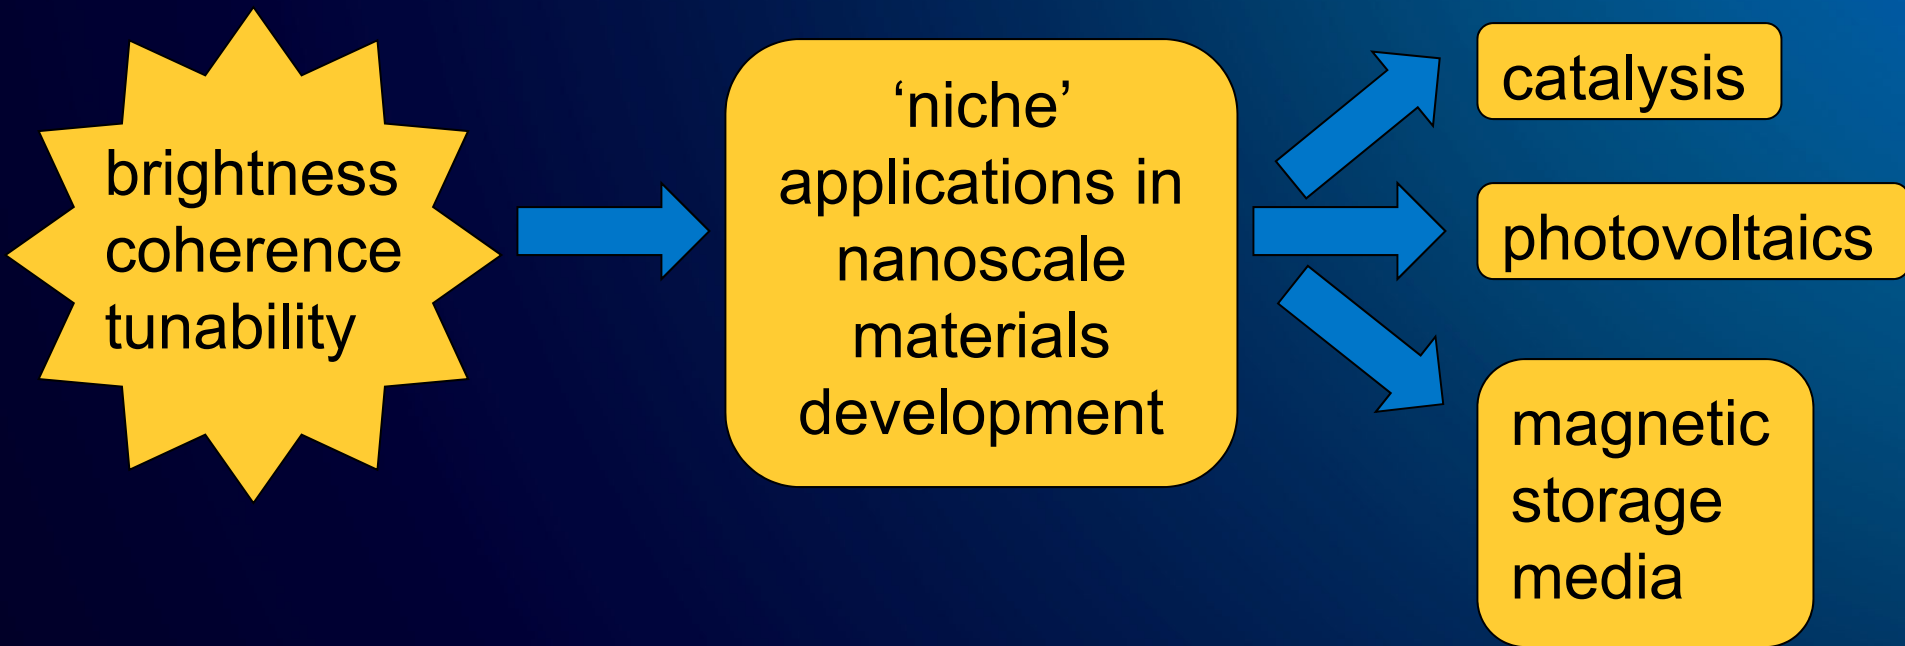 brightness
coherence
tunability
‘niche’
applications in
nanoscale
materials
development
catalysis
photovoltaics
magnetic
storage
media